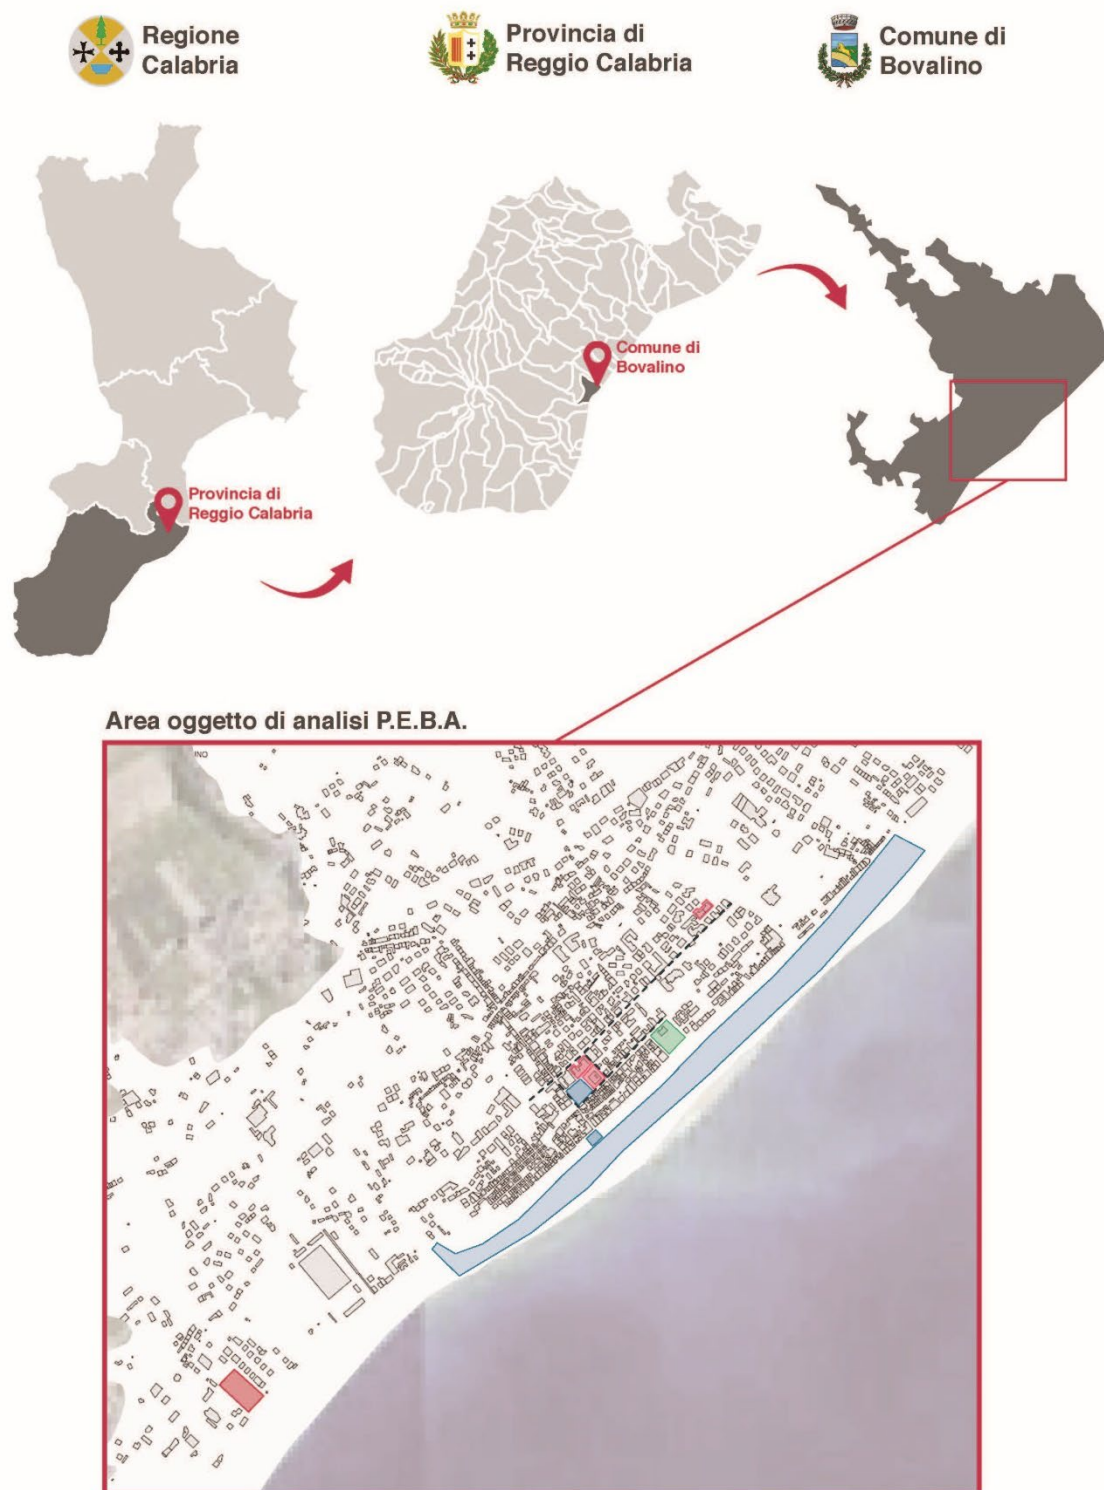 Regione
Calabria
Provincia di
Reggio Calabria
Comune di
Bovalino
Comune di
Bovalino
Provincia di
Reggio Calabria
Area oggetto di analisi P.E.B.A.